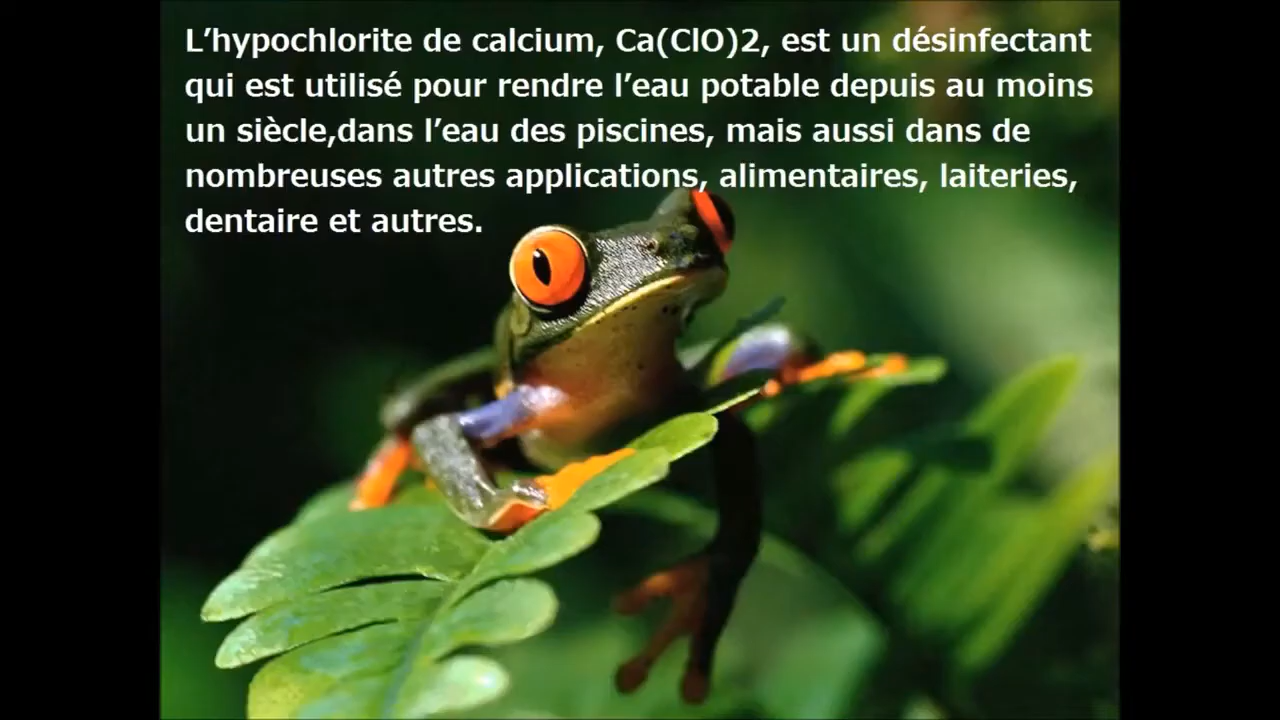 L’hypochlorite de calcium, Ca(ClO)2, est un désinfectant
qui est utilisé pour rendre l’eau potable depuis au moins
un siècle,dans l’eau des piscines, mais aussi dans de
nombreuses autres applications, alimentaires, laiteries,
dentaire et autres.